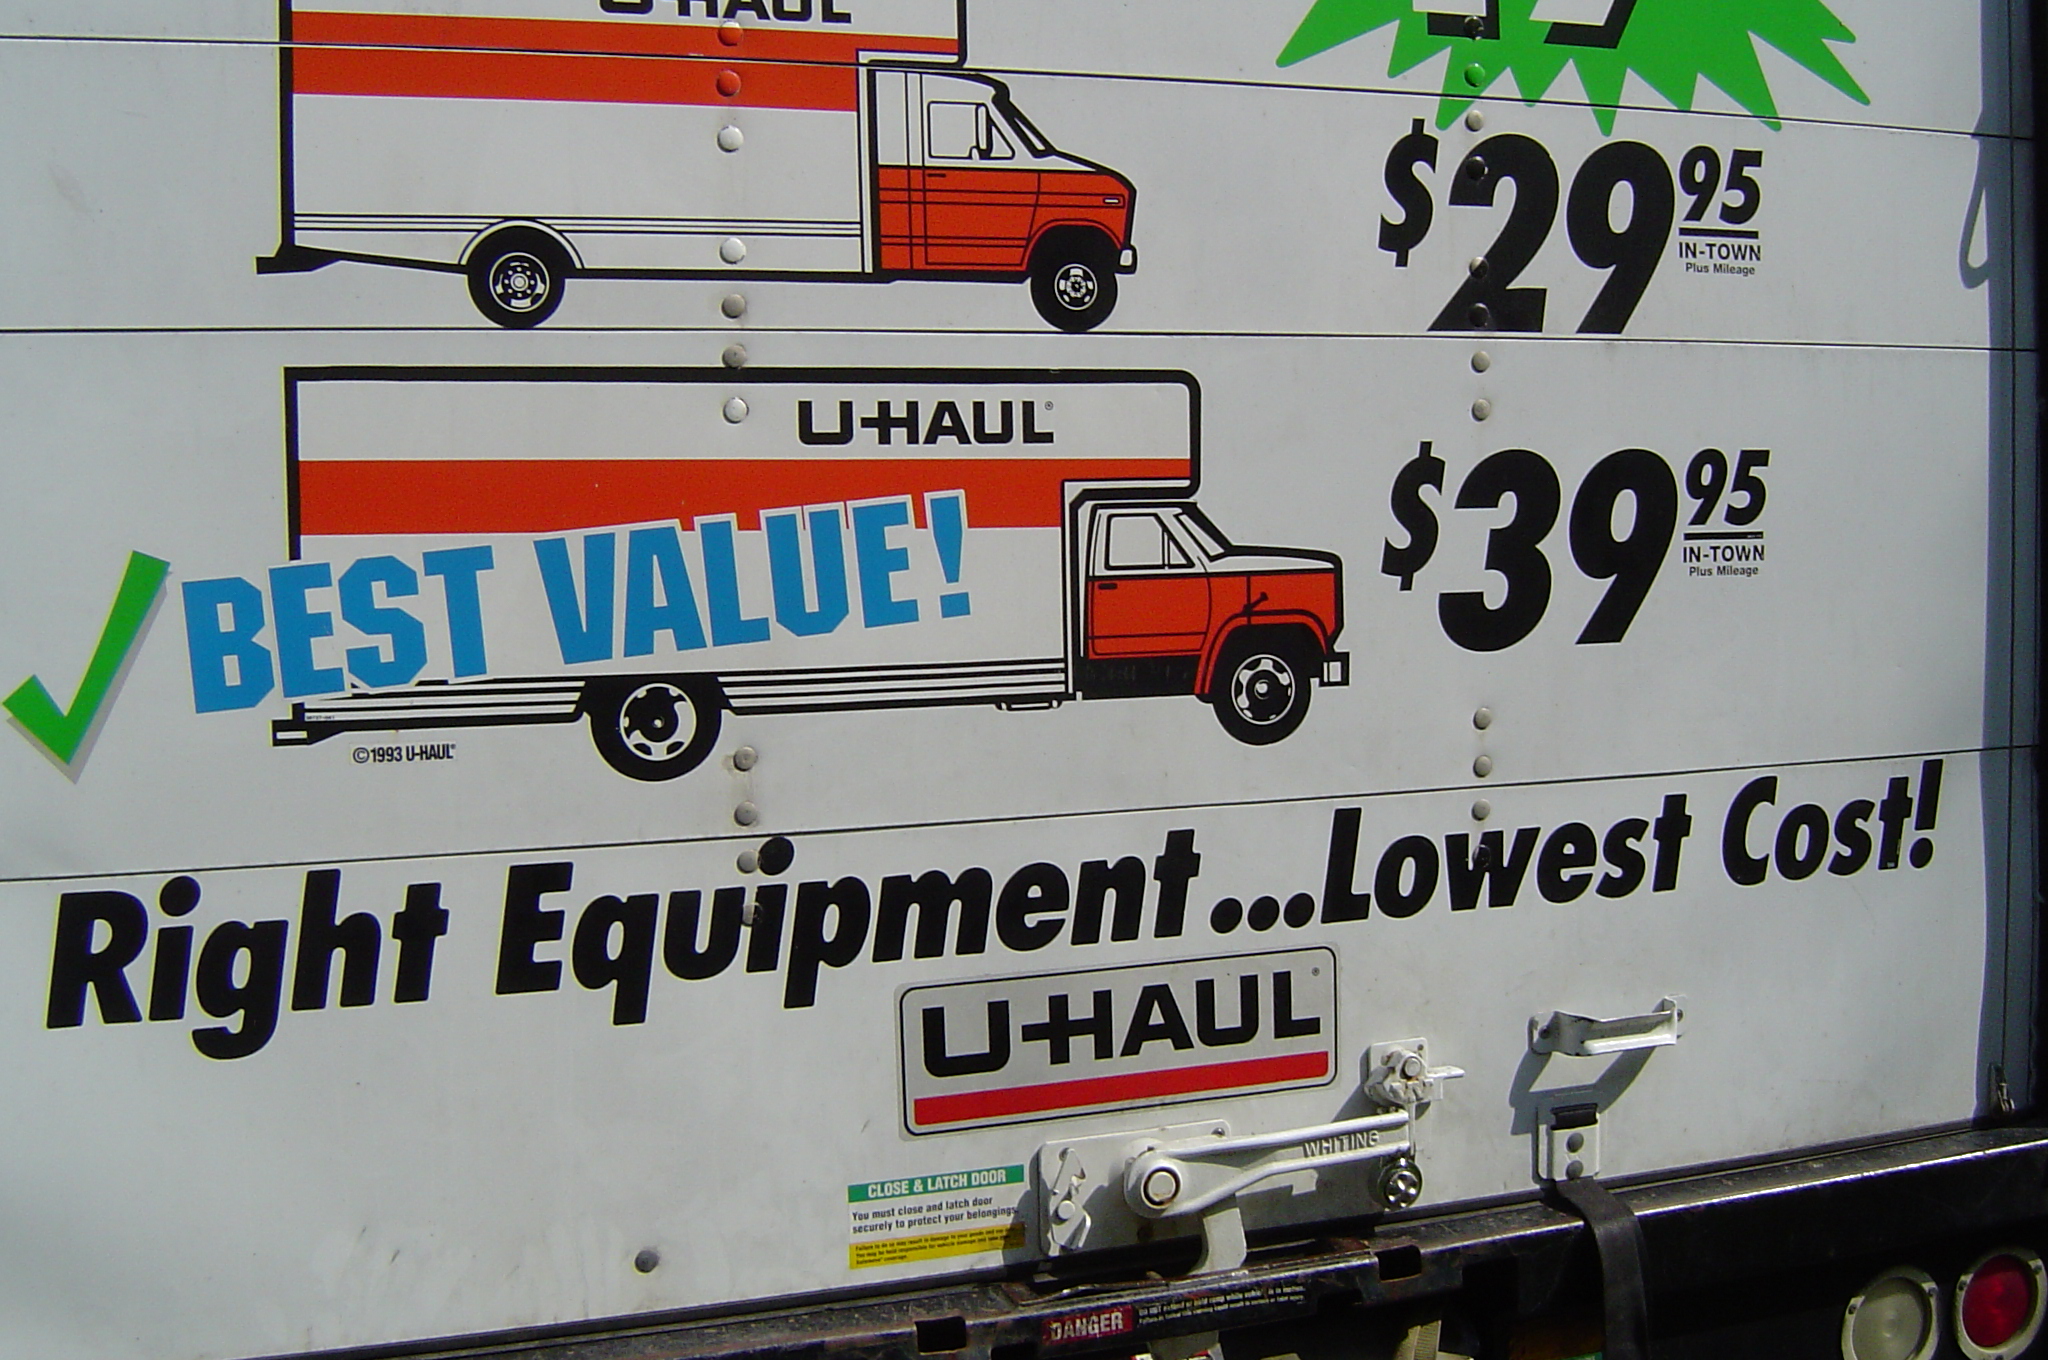 U-HAUL
$29 95
IN-TOWN
Plus Mileage
U-HAUL®
$39 95
IN-TOWN
Plus Mileage
BEST VALUE!
©1993 U-HAUL®
Right Equipment...Lowest Cost!
U-HAUL®
WHITING
CLOSE & LATCH DOOR
You must close and latch door
securely to protect your belongings.
DANGER